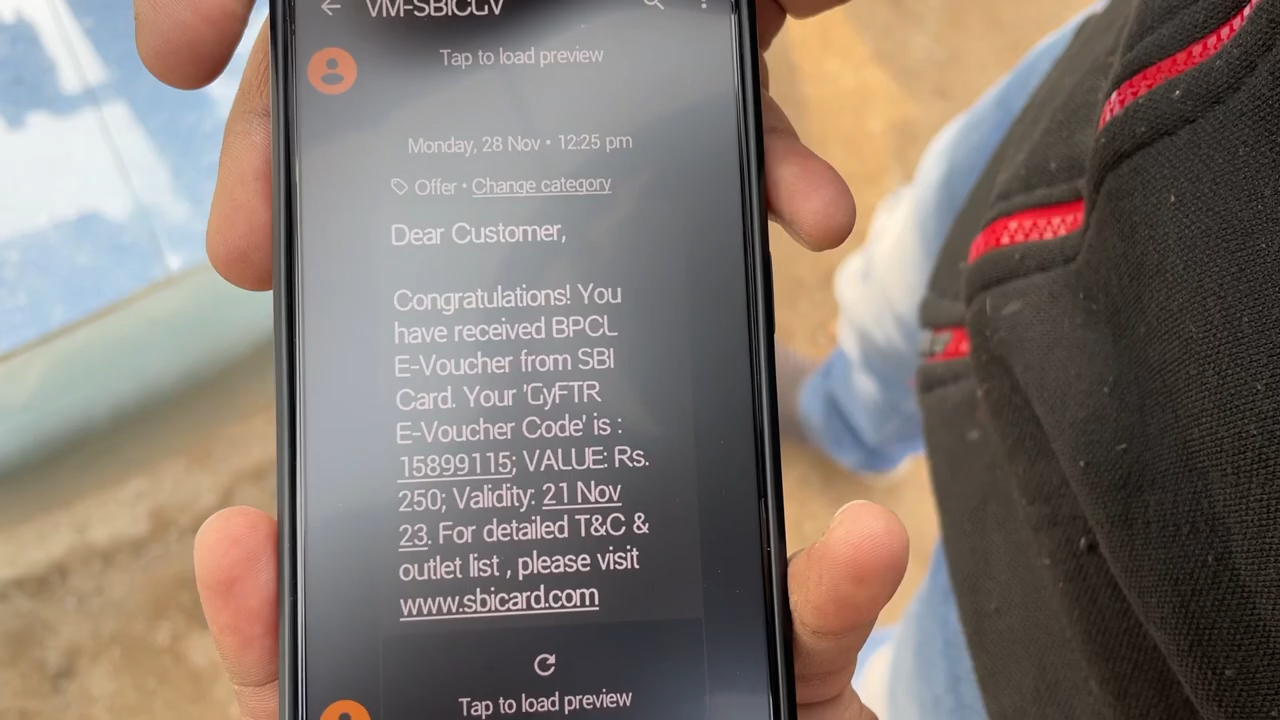 VM-SBICGV
Tap to load preview
Monday, 28 Nov • 12:25 pm
Offer • Change category
Dear Customer,
Congratulations! You
have received BPCL
E-Voucher from SBI
Card. Your 'GyFTR
E-Voucher Code' is :
15899115; VALUE: Rs.
250; Validity: 21 Nov
23. For detailed T&C &
outlet list , please visit
www.sbicard.com
Tap to load preview